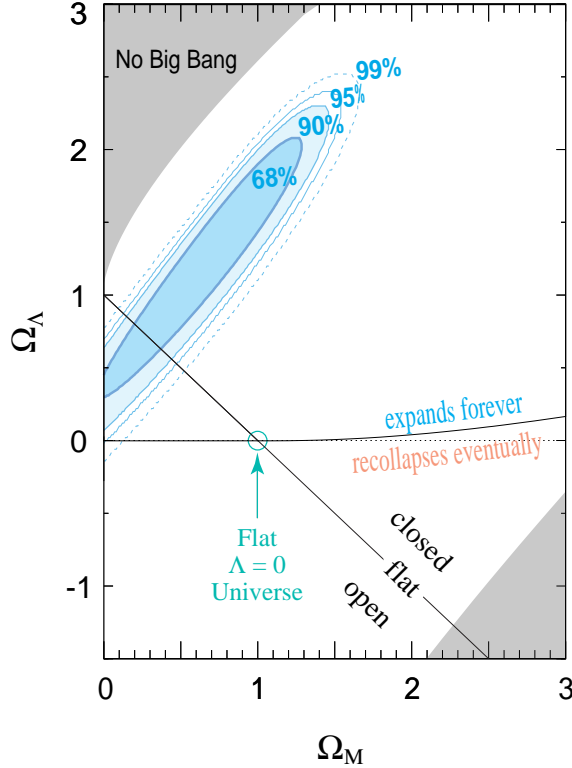 3
No Big Bang
99%
95%
90%
2
68%
1
Ω_Λ
expands forever
0
recollapses eventually
Flat
Λ = 0
Universe
closed
flat
open
-1
0
1
2
3
Ω_M